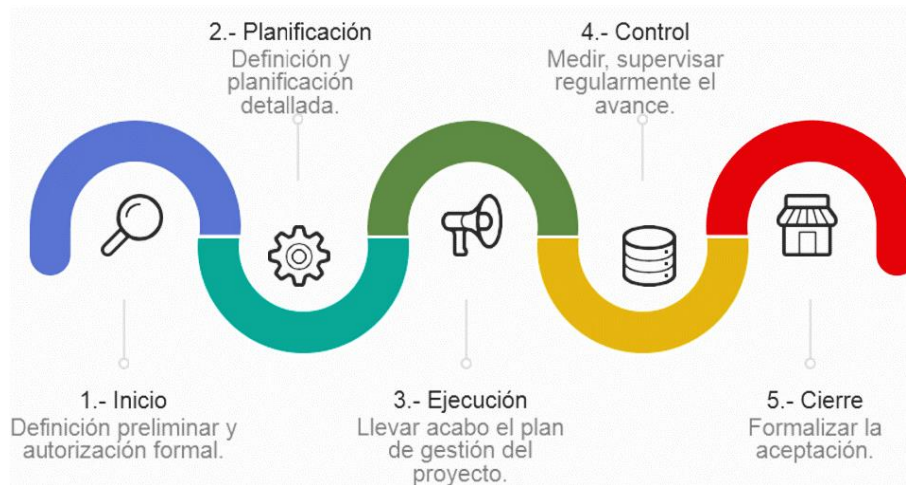 2.- Planificación
Definición y
planificación
detallada.
4.- Control
Medir, supervisar
regularmente el
avance.
1.- Inicio
Definición preliminar y
autorización formal.
3.- Ejecución
Llevar acabo el plan
de gestión del
proyecto.
5.- Cierre
Formalizar la
aceptación.